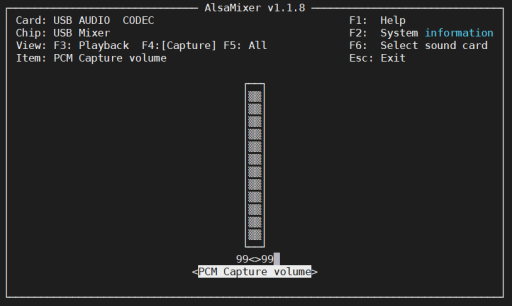 AlsaMixer v1.1.8
Card: USB AUDIO  CODEC F1:  Help
Chip: USB Mixer F2:  System information
View: F3: Playback  F4:[Capture] F5: All F6:  Select sound card
Item: PCM Capture volume Esc: Exit
99<>99
<PCM Capture volume>